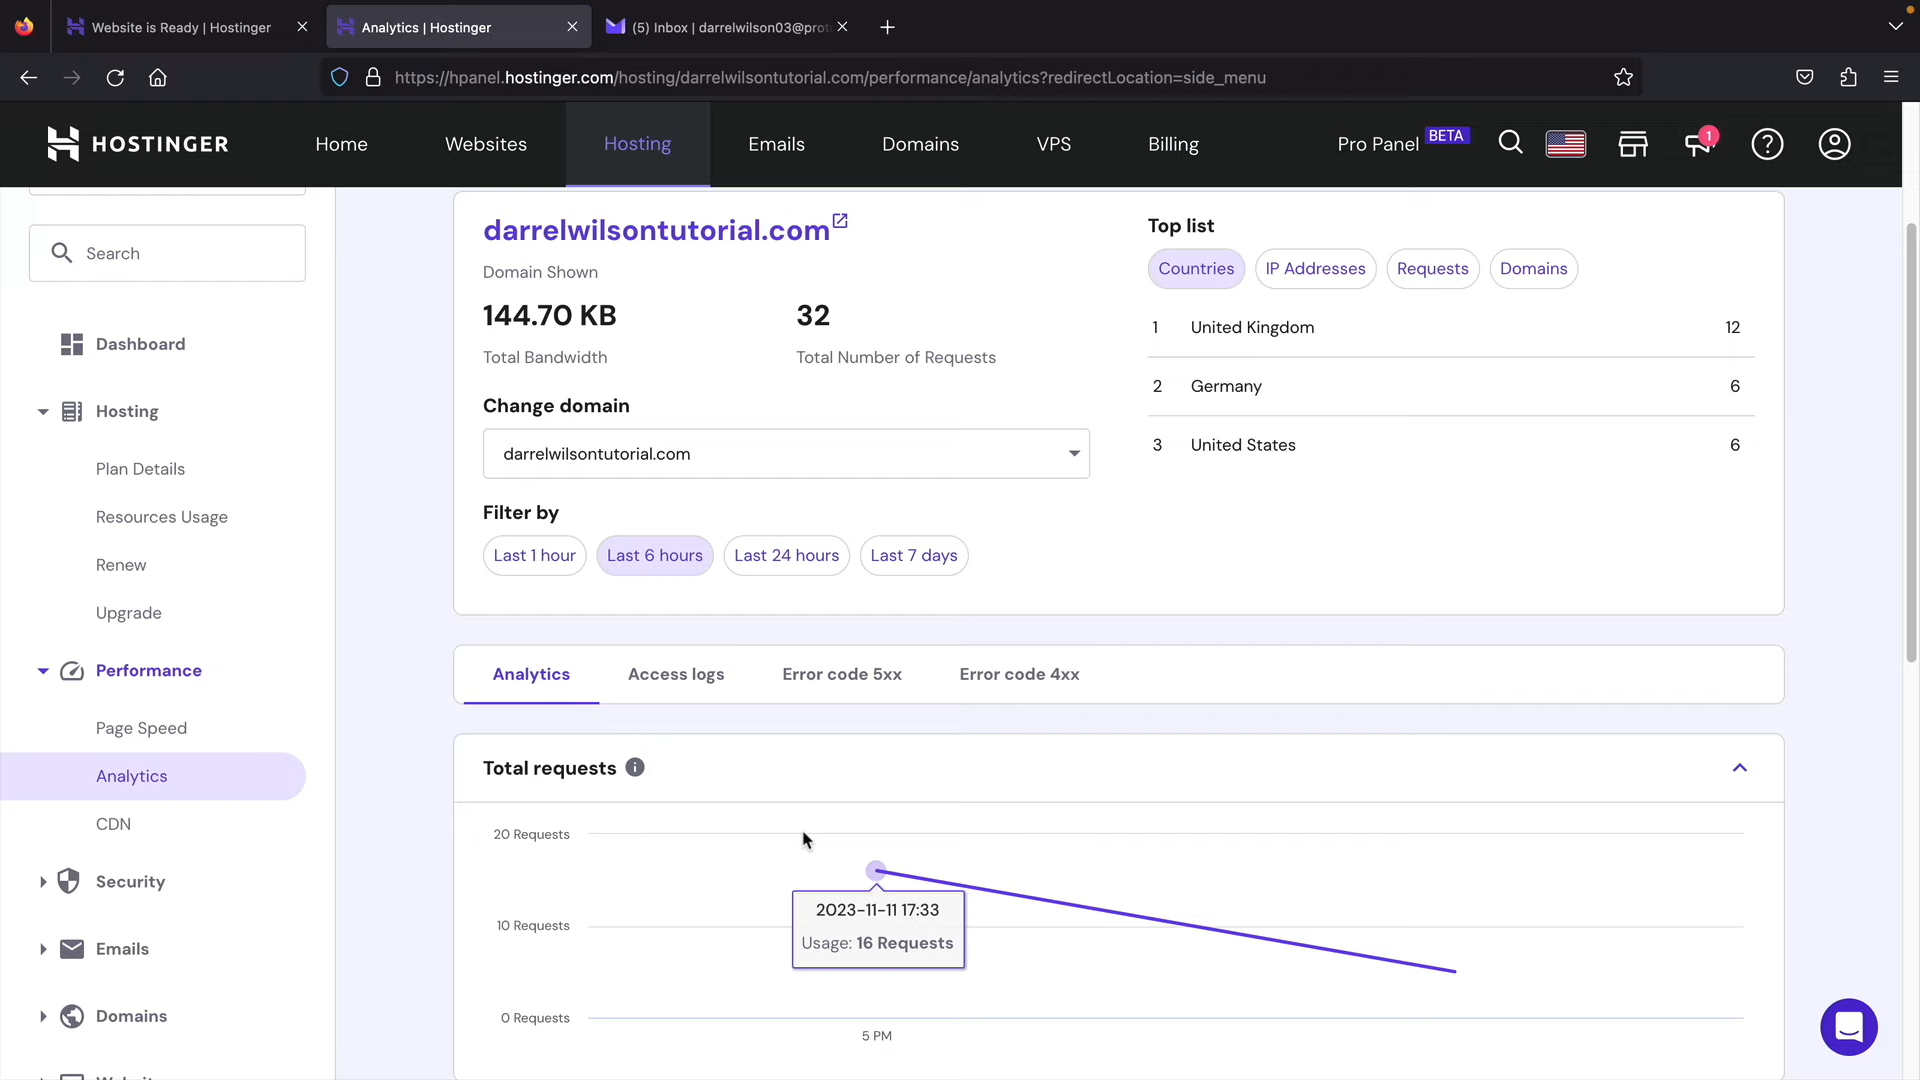 Website is Ready | Hostinger
Analytics | Hostinger
(5) Inbox | darrelwilson03@prot
https://hpanel.hostinger.com/hosting/darrelwilsontutorial.com/performance/analytics?redirectLocation=side_menu
HOSTINGER
Home
Websites
Hosting
Emails
Domains
VPS
Billing
Pro Panel BETA
1
Search
Dashboard
Hosting
Plan Details
Resources Usage
Renew
Upgrade
Performance
Page Speed
Analytics
CDN
Security
Emails
Domains
darrelwilsontutorial.com
Domain Shown
144.70 KB
Total Bandwidth
32
Total Number of Requests
Change domain
darrelwilsontutorial.com
Filter by
Last 1 hour
Last 6 hours
Last 24 hours
Last 7 days
Top list
Countries
IP Addresses
Requests
Domains
1 United Kingdom 12
2 Germany 6
3 United States 6
Analytics
Access logs
Error code 5xx
Error code 4xx
Total requests
20 Requests
10 Requests
0 Requests
2023-11-11 17:33
Usage: 16 Requests
5 PM